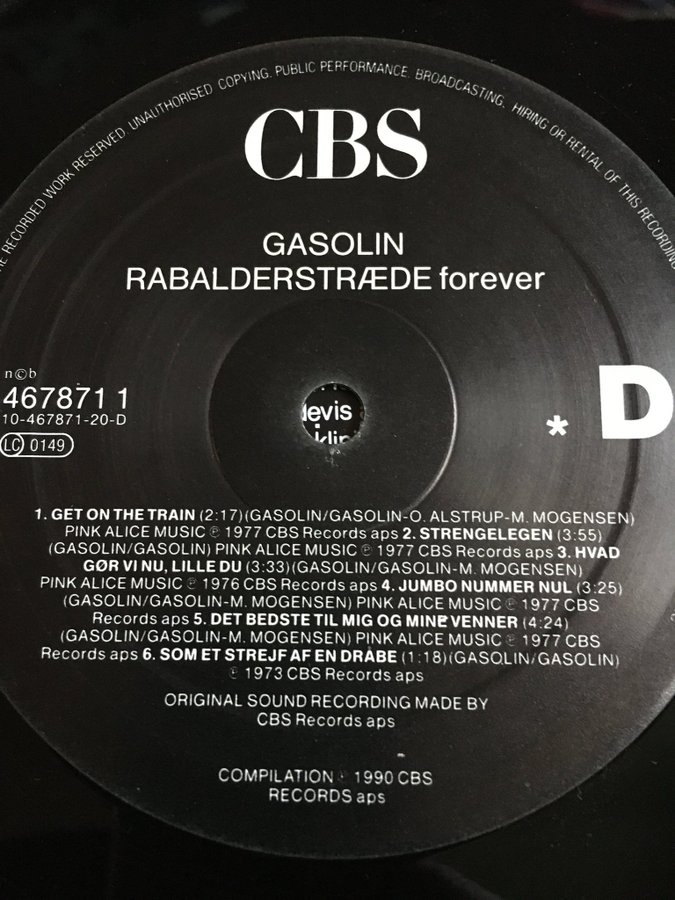 RECORDED WORK RESERVED. UNAUTHORISED COPYING. PUBLIC PERFORMANCE. BROADCASTING. HIRING OR RENTAL OF THIS RECORDING
CBS
GASOLIN
RABALDERSTRÆDE forever
n©b
467871 1
10-467871-20-D
LC 0149
* D
1. GET ON THE TRAIN (2:17)(GASOLIN/GASOLIN-O. ALSTRUP-M. MOGENSEN)
PINK ALICE MUSIC ℗ 1977 CBS Records aps 2. STRENGELEGEN (3:55)
(GASOLIN/GASOLIN) PINK ALICE MUSIC ℗ 1977 CBS Records aps 3. HVAD
GØR VI NU, LILLE DU (3:33)(GASOLIN/GASOLIN-M. MOGENSEN)
PINK ALICE MUSIC ℗ 1976 CBS Records aps 4. JUMBO NUMMER NUL (3:25)
(GASOLIN/GASOLIN-M. MOGENSEN) PINK ALICE MUSIC ℗ 1977 CBS
Records aps 5. DET BEDSTE TIL MIG OG MINE VENNER (4:24)
(GASOLIN/GASOLIN-M. MOGENSEN) PINK ALICE MUSIC ℗ 1977 CBS
Records aps 6. SOM ET STREJF AF EN DRÅBE (1:18)(GASOLIN/GASOLIN)
℗ 1973 CBS Records aps
ORIGINAL SOUND RECORDING MADE BY
CBS Records aps
COMPILATION ℗ 1990 CBS
RECORDS aps